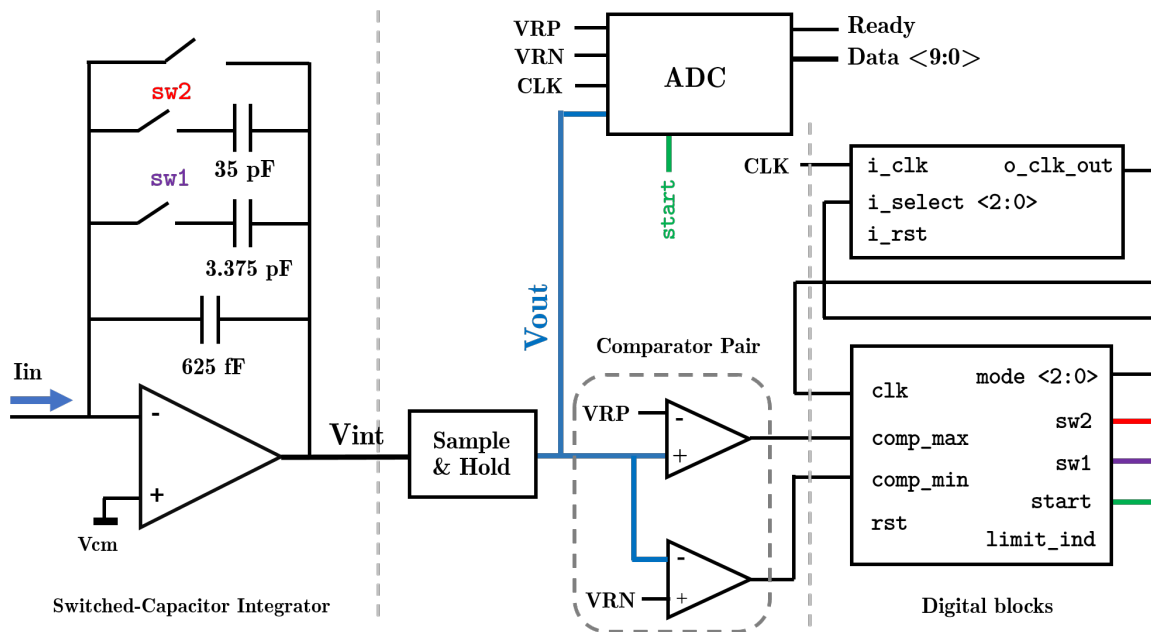 sw2
35 pF
sw1
3.375 pF
625 fF
Iin
-
+
Vcm
Vint
Switched-Capacitor Integrator
Sample
& Hold
Vout
VRP
VRN
CLK
ADC
Ready
Data <9:0>
start
Comparator Pair
VRP
-
+
-
VRN
+
CLK
i_clk
o_clk_out
i_select <2:0>
i_rst
mode <2:0>
clk
sw2
comp_max
sw1
comp_min
start
rst
limit_ind
Digital blocks